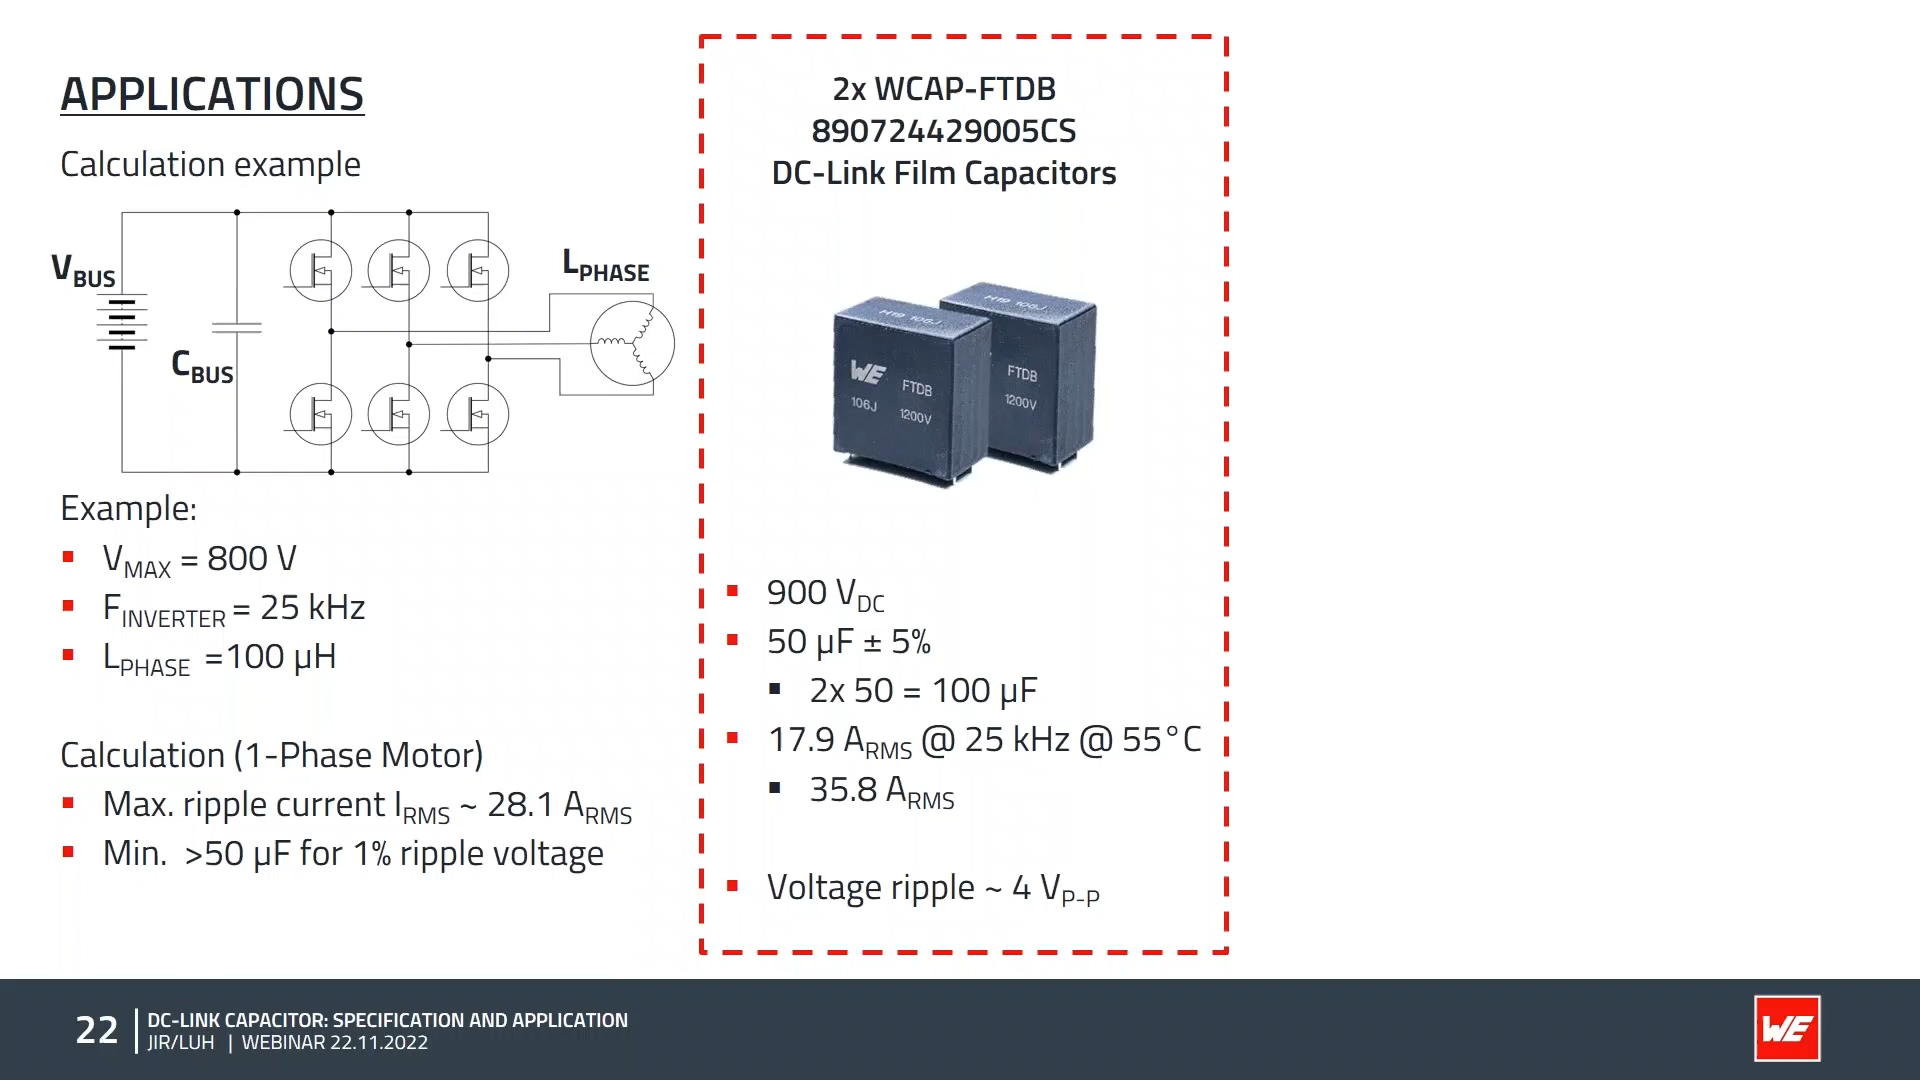 APPLICATIONS
Calculation example
VBUS
CBUS
LPHASE
Example:
VMAX = 800 V
FINVERTER = 25 kHz
LPHASE =100 µH
Calculation (1-Phase Motor)
Max. ripple current IRMS ~ 28.1 ARMS
Min. >50 µF for 1% ripple voltage
2x WCAP-FTDB
890724429005CS
DC-Link Film Capacitors
H19 106J
H19 106J
WE FTDB
106J 1200V
FTDB
1200V
900 VDC
50 µF ± 5%
2x 50 = 100 µF
17.9 ARMS @ 25 kHz @ 55°C
35.8 ARMS
Voltage ripple ~ 4 VP-P
22
DC-LINK CAPACITOR: SPECIFICATION AND APPLICATION
JIR/LUH | WEBINAR 22.11.2022
WE